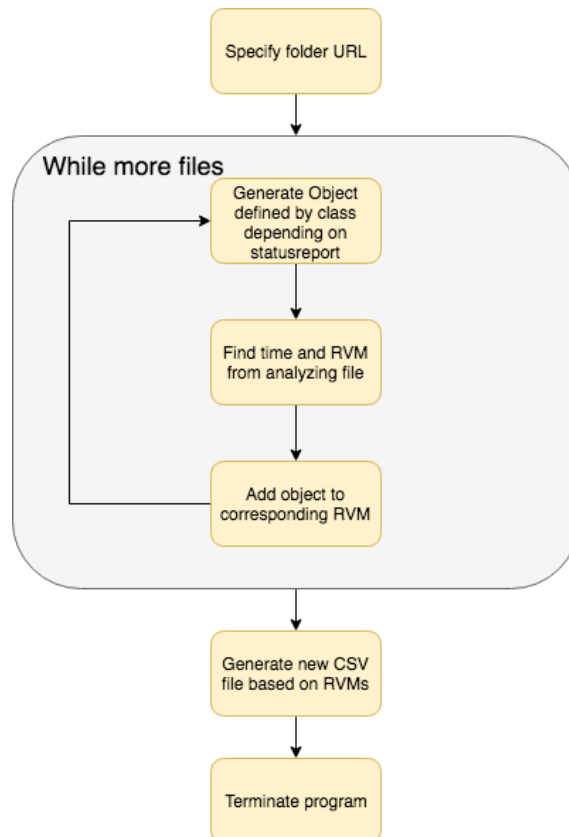 Specify folder URL
While more files
Generate Object
defined by class
depending on
statusreport
Find time and RVM
from analyzing file
Add object to
corresponding RVM
Generate new CSV
file based on RVMs
Terminate program